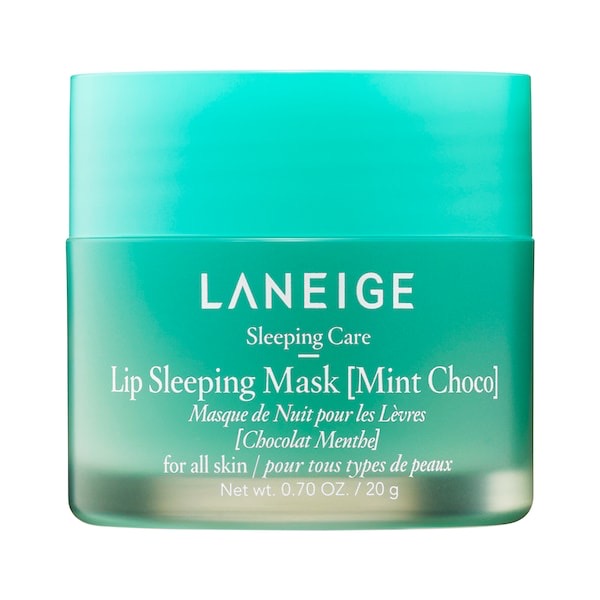 LANEIGE
Sleeping Care
Lip Sleeping Mask [Mint Choco]
Masque de Nuit pour les Lèvres
[Chocolat Menthe]
for all skin / pour tous types de peaux
Net wt. 0.70 OZ. / 20 g